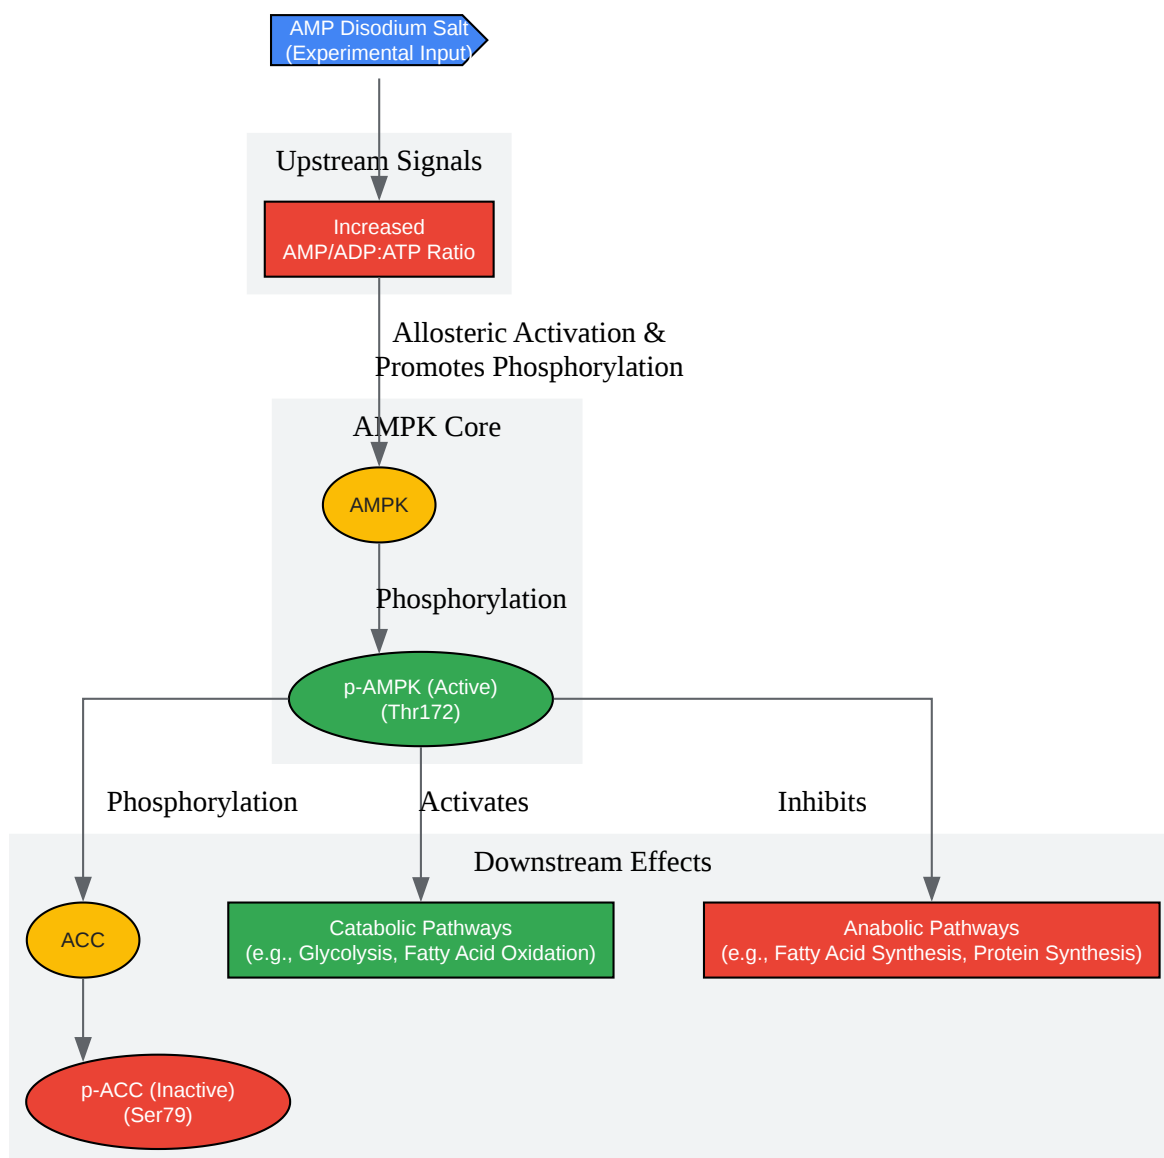 AMP Disodium Salt
(Experimental Input)
Upstream Signals
Increased
AMP/ADP:ATP Ratio
Allosteric Activation &
Promotes Phosphorylation
AMPK Core
AMPK
Phosphorylation
p-AMPK (Active)
(Thr172)
Phosphorylation
Activates
Inhibits
Downstream Effects
ACC
Catabolic Pathways
(e.g., Glycolysis, Fatty Acid Oxidation)
Anabolic Pathways
(e.g., Fatty Acid Synthesis, Protein Synthesis)
p-ACC (Inactive)
(Ser79)